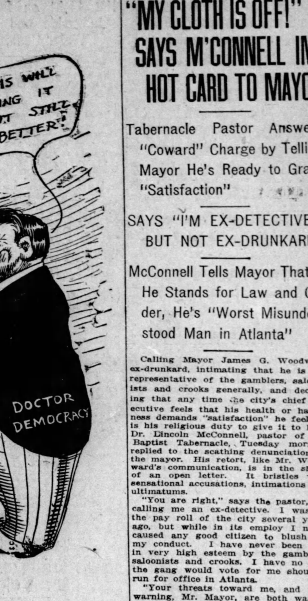 IS WILL
ING IT
T STILL
BETTER"
DOCTOR
DEMOCRACY
"MY CLOTH IS OFF!"
SAYS M'CONNELL IN
HOT CARD TO MAYO
Tabernacle Pastor Answe
"Coward" Charge by Telli
Mayor He's Ready to Gra
"Satisfaction"
SAYS "I'M EX-DETECTIVE
BUT NOT EX-DRUNKAR
McConnell Tells Mayor That
He Stands for Law and O
der, He's "Worst Misunde
stood Man in Atlanta"
Calling Mayor James G. Woodw
ex-drunkard, intimating that he is
representative of the gamblers, sal
ists and crooks generally, and dec
ing that any time the city's chief
ecutive feels that his health or ha
ness demands "satisfaction" he feel
is his religious duty to give it to
Dr. Lincoln McConnell, pastor of
Baptist Tabernacle, Tuesday mor
replied to the scathing denunciation
the mayor. His retort, like Mr. W
ward's communication, is in the s
of an open letter. It bristles
sensational accusations, intimations
ultimatums.
"You are right," says the pastor,
calling me an ex-detective. I wa
the pay roll of the city several y
ago, but while in its employ I n
caused any good citizen to blush
my conduct. I have never been
in very high esteem by the gamb
saloonists and crooks. I have no
the gang would vote for me shou
run for office in Atlanta.
"Your threats toward me, and
warning, Mr. Mayor, are both wa